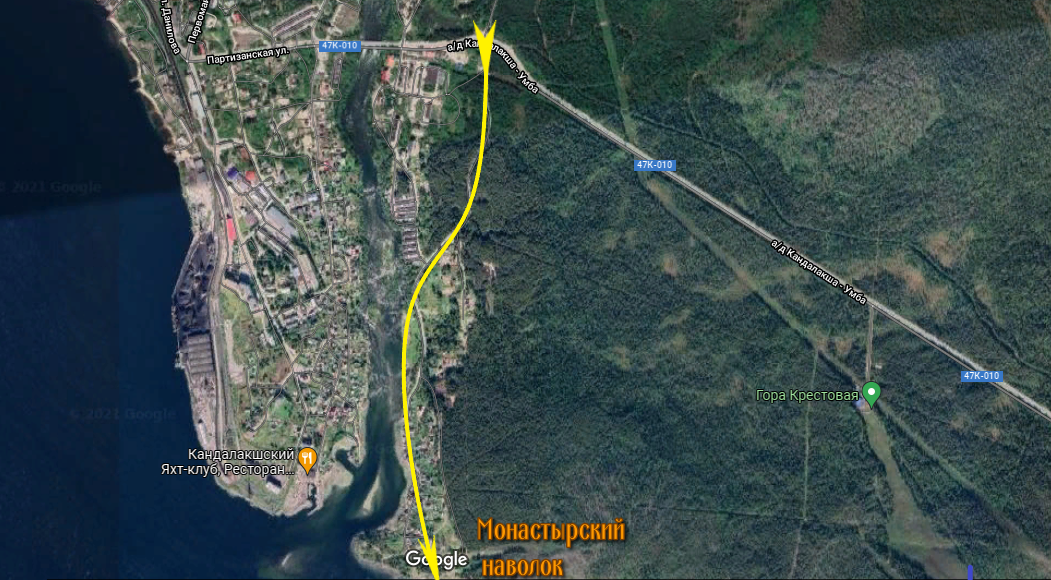 Первома
Данилова
Партизанская ул.
47К-010
а/д Кандалакша - Умба
47К-010
© 2021 Google
а/д Кандалакша - Умба
47К-010
Гора Крестовая
© 2021 Google
Кандалакшский
Яхт-клуб, Ресторан...
Монастырский
наволок
Google